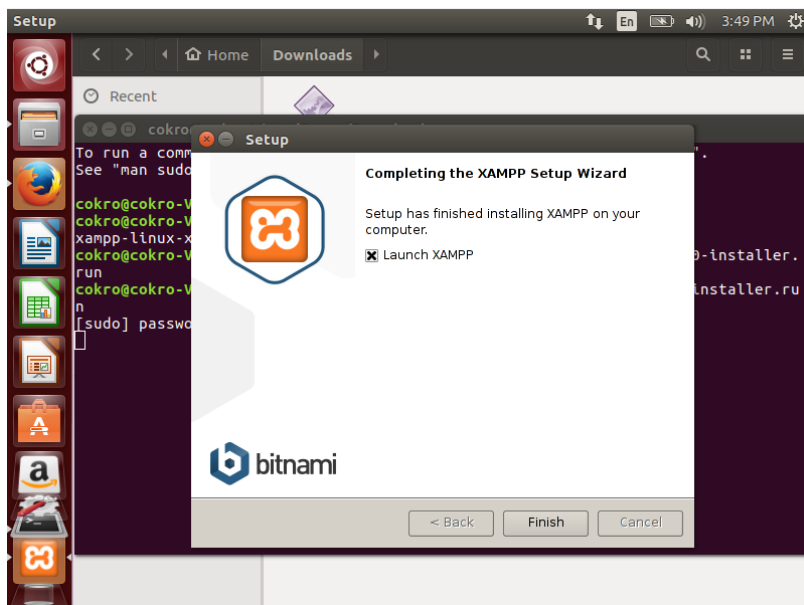 Setup
En
3:49 PM
Home
Downloads
Recent
cokro
To run a comm
".
See "man sudo
cokro@cokro-V
cokro@cokro-V
xampp-linux-x
cokro@cokro-V
0-installer.
run
cokro@cokro-V
installer.ru
n
[sudo] passwo
Setup
Completing the XAMPP Setup Wizard
Setup has finished installing XAMPP on your
computer.
Launch XAMPP
bitnami
< Back
Finish
Cancel